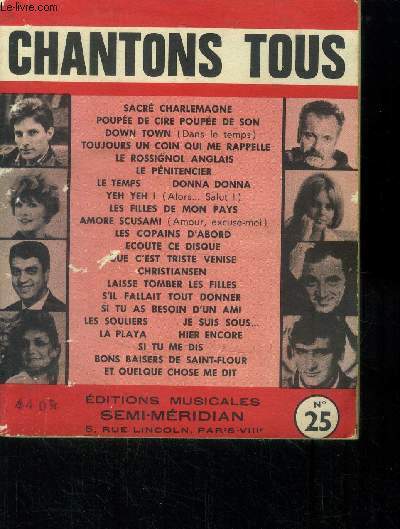 www.le-livre.com
CHANTONS TOUS
SACRÉ CHARLEMAGNE
POUPÉE DE CIRE POUPÉE DE SON
DOWN TOWN (Dans le temps)
TOUJOURS UN COIN QUI ME RAPPELLE
LE ROSSIGNOL ANGLAIS
LE PÉNITENCIER
LE TEMPS DONNA DONNA
YEH YEH ! (Alors... Salut !)
LES FILLES DE MON PAYS
AMORE SCUSAMI (Amour, excuse-moi)
LES COPAINS D'ABORD
ECOUTE CE DISQUE
QUE C'EST TRISTE VENISE
CHRISTIANSEN
LAISSE TOMBER LES FILLES
S'IL FALLAIT TOUT DONNER
SI TU AS BESOIN D'UN AMI
LES SOULIERS JE SUIS SOUS...
LA PLAYA HIER ENCORE
SI TU ME DIS
BONS BAISERS DE SAINT-FLOUR
ET QUELQUE CHOSE ME DIT
ÉDITIONS MUSICALES
SEMI-MÉRIDIAN
5, RUE LINCOLN, PARIS-VIIIᵉ
N°
25